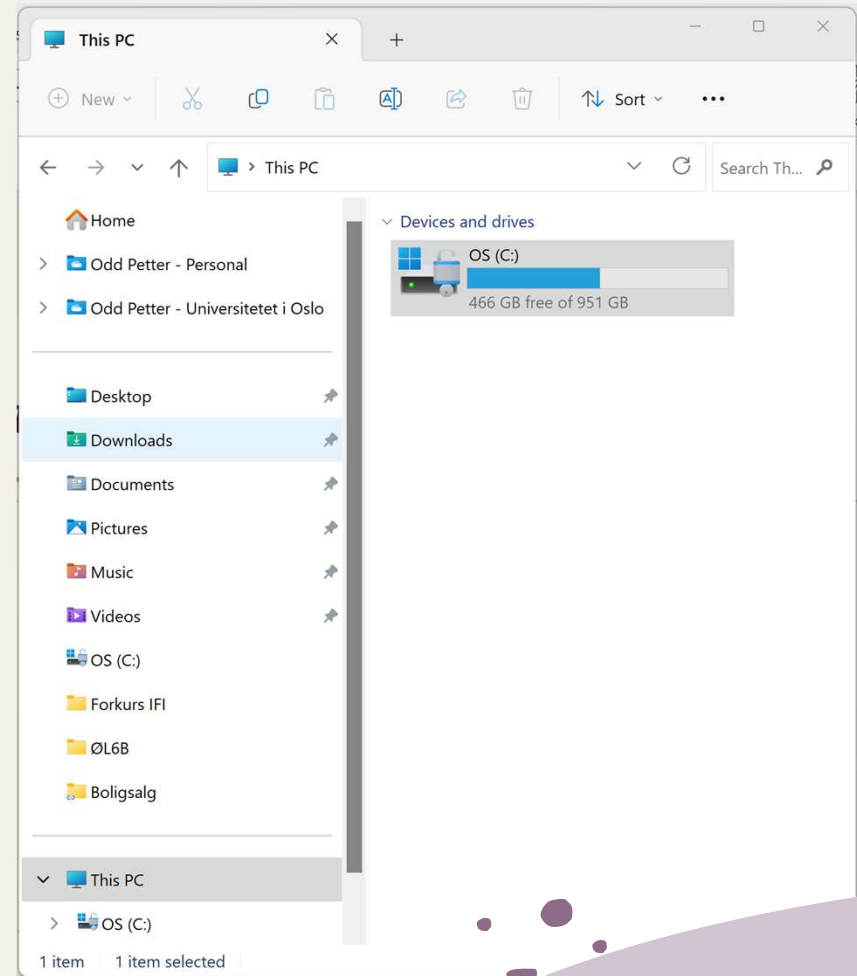 This PC
New
Sort
This PC
Search Th...
Home
Odd Petter - Personal
Odd Petter - Universitetet i Oslo
Desktop
Downloads
Documents
Pictures
Music
Videos
OS (C:)
Forkurs IFI
ØL6B
Boligsalg
This PC
OS (C:)
Devices and drives
OS (C:)
466 GB free of 951 GB
1 item 1 item selected